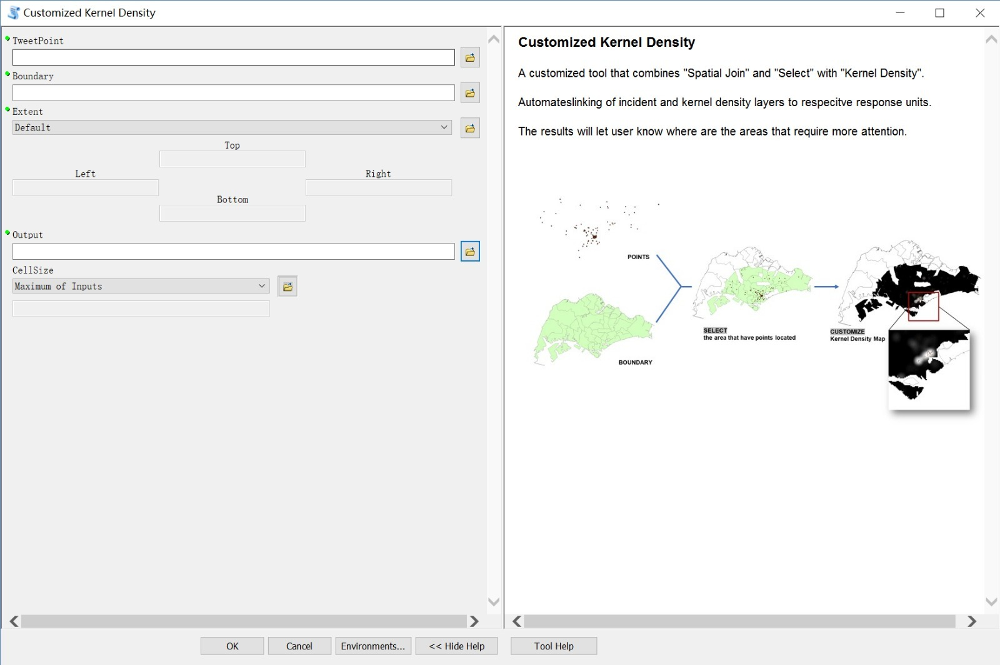 Customized Kernel Density
TweetPoint
Boundary
Extent
Default
Top
Left
Right
Bottom
Output
CellSize
Maximum of Inputs
OK
Cancel
Environments...
<< Hide Help
Customized Kernel Density
A customized tool that combines "Spatial Join" and "Select" with "Kernel Density".
Automateslinking of incident and kernel density layers to respecitve response units.
The results will let user know where are the areas that require more attention.
POINTS
BOUNDARY
SELECT
the area that have points located
CUSTOMIZE
Kernel Density Map
Tool Help